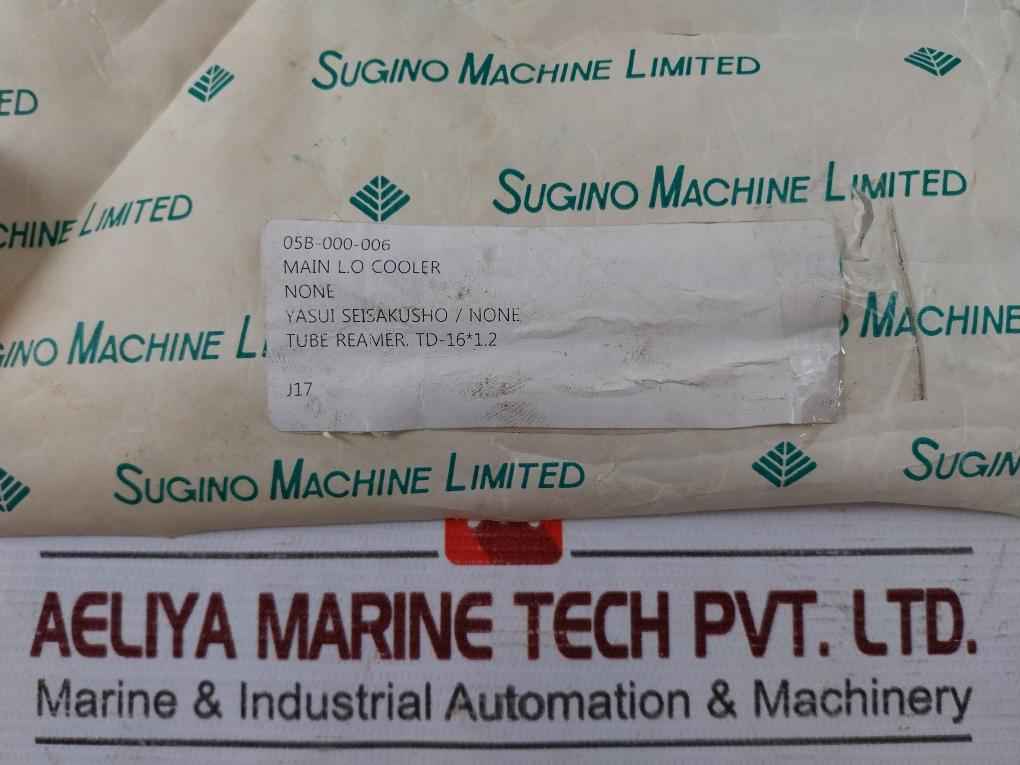 SUGINO MACHINE LIMITED
ED
SUGINO MACHINE LIMITED
CHINE LIMITED
05B-000-006
MAIN L.O COOLER
NONE
YASUI SEISAKUSHO / NONE
TUBE REAMER. TD-16*1.2
J17
INO MACHINE L
MACHINE
SUGINO MACHINE LIMITED
SUGIN
AELIYA MARINE TECH PVT. LTD.
Marine & Industrial Automation & Machinery